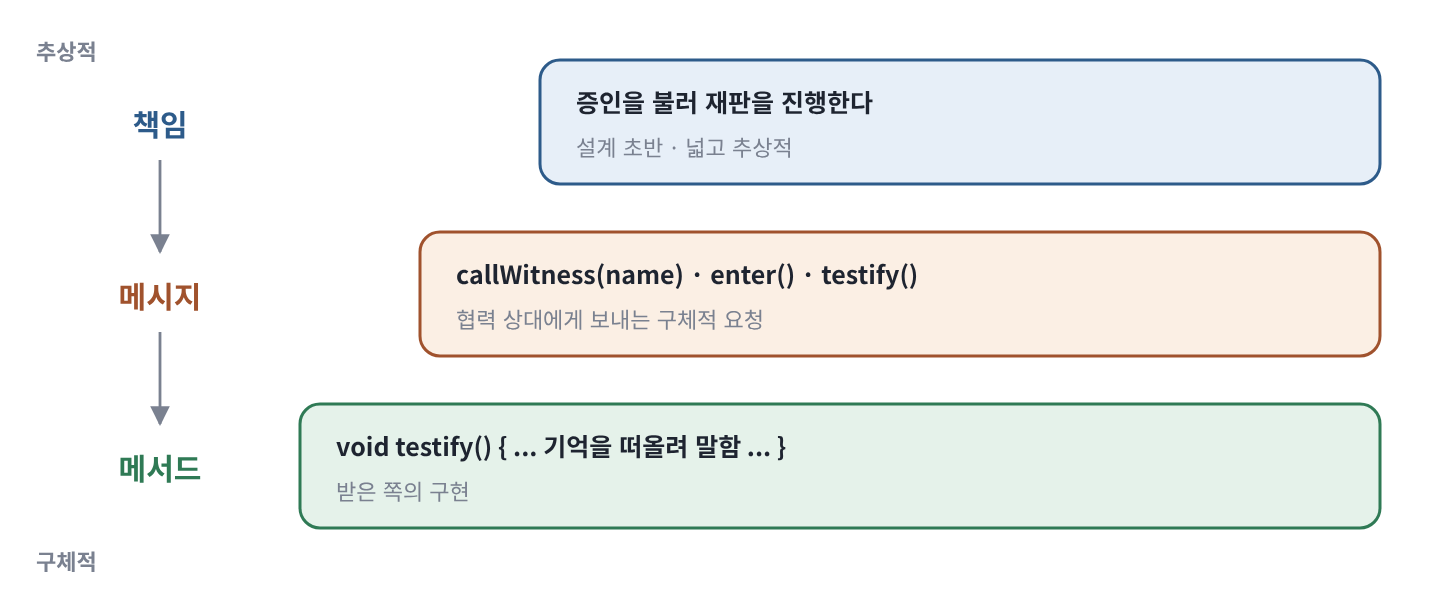 추상적
책임
증인을 불러 재판을 진행한다
설계 초반 · 넓고 추상적
메시지
callWitness(name) · enter() · testify()
협력 상대에게 보내는 구체적 요청
메서드
void testify() { ... 기억을 떠올려 말함 ... }
받은 쪽의 구현
구체적